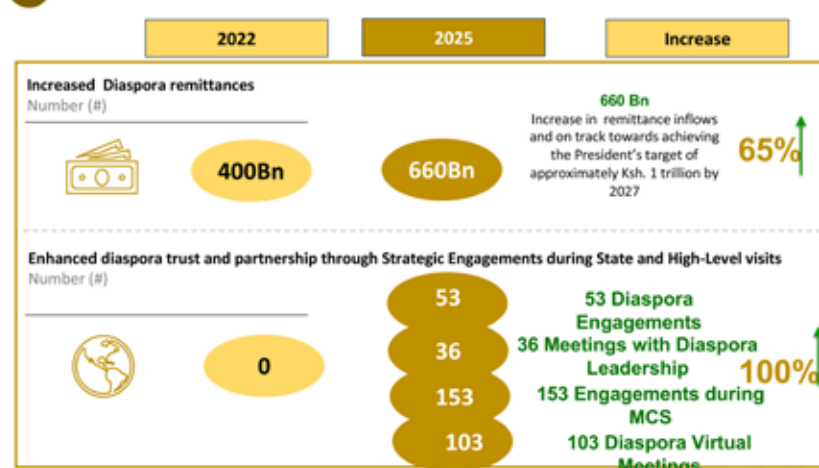 2022
2025
Increase
Increased Diaspora remittances
Number (#)
400Bn
660Bn
660 Bn
Increase in remittance inflows
and on track towards achieving
the President's target of
approximately Ksh. 1 trillion by
2027
65%
Enhanced diaspora trust and partnership through Strategic Engagements during State and High-Level visits
Number (#)
0
53
36
153
103
53 Diaspora
Engagements
36 Meetings with Diaspora
Leadership
153 Engagements during
MCS
103 Diaspora Virtual
Meetings
100%